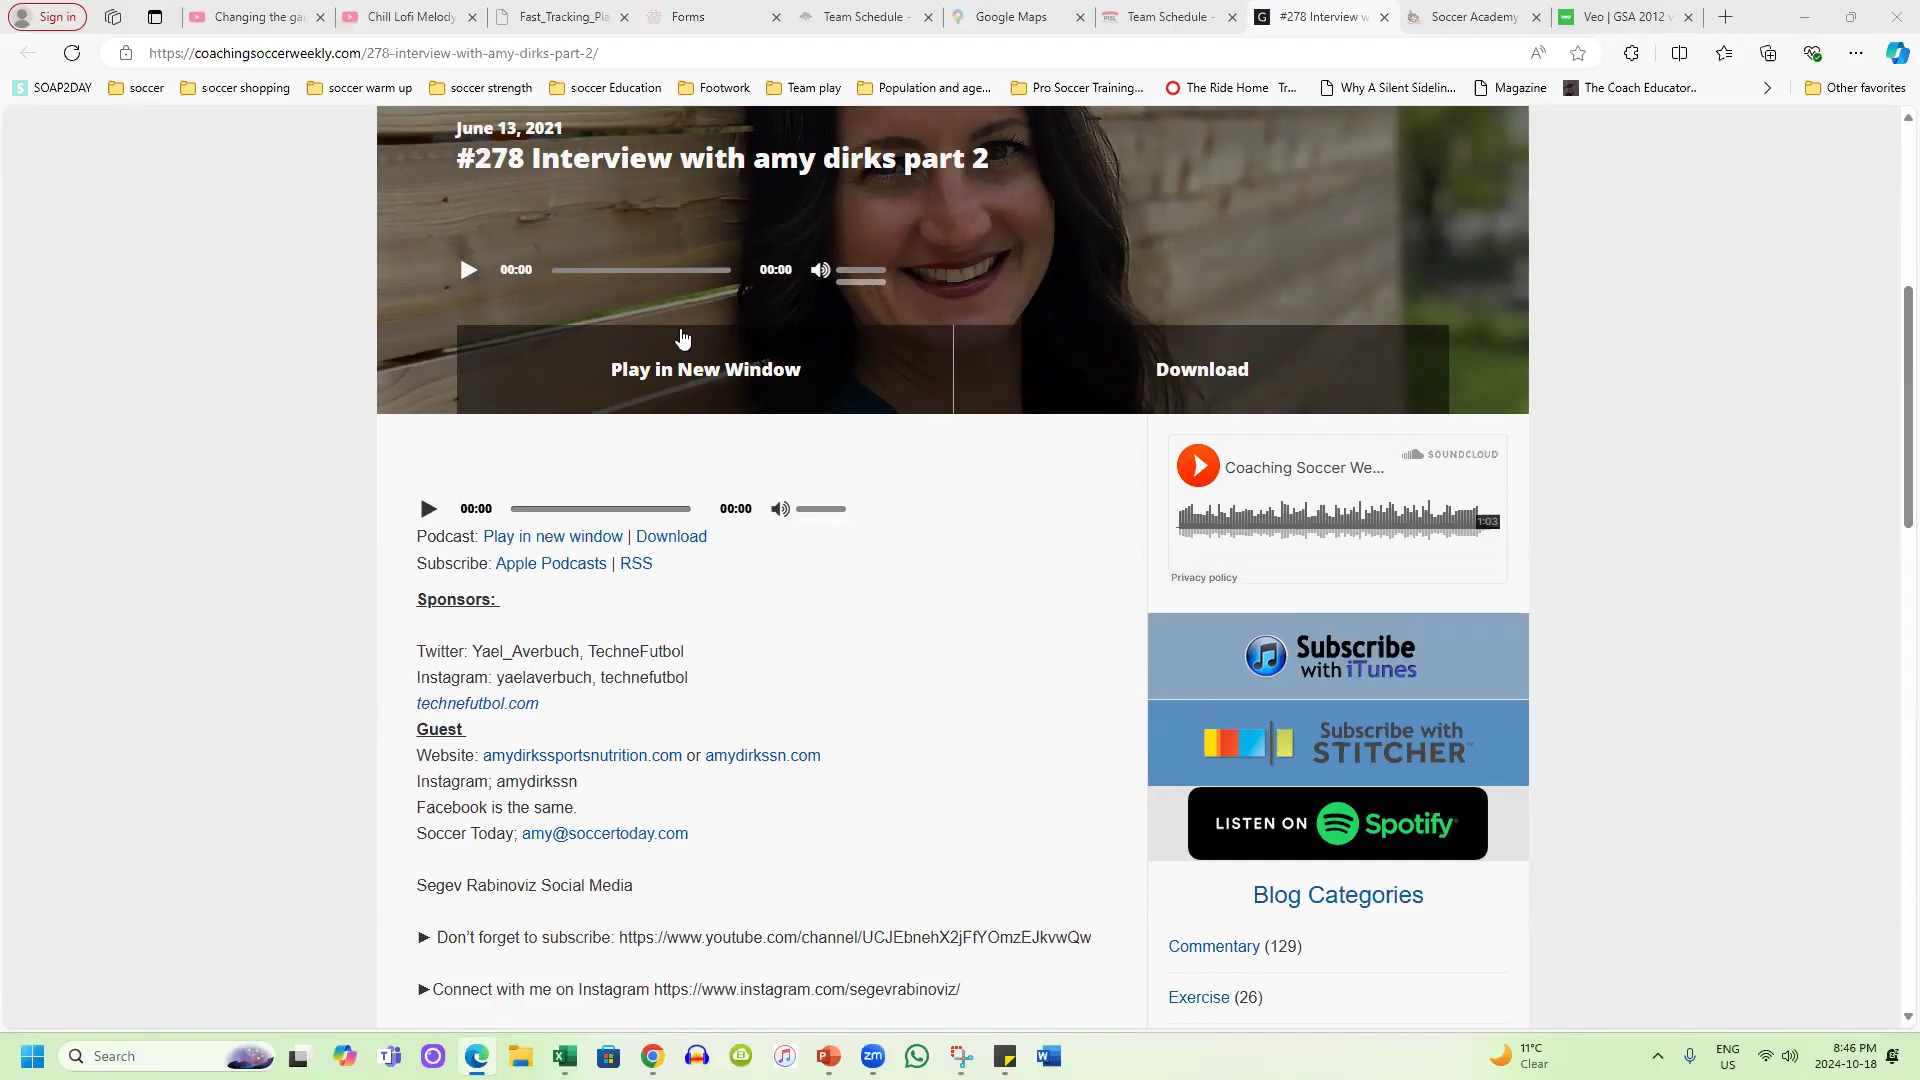 Sign in
Changing the ga
Chill Lofi Melody
Fast_Tracking_Pla
Forms
Team Schedule -
Google Maps
Team Schedule -
#278 Interview w
Soccer Academy
Veo | GSA 2012 v
https://coachingsoccerweekly.com/278-interview-with-amy-dirks-part-2/
SOAP2DAY
soccer
soccer shopping
soccer warm up
soccer strength
soccer Education
Footwork
Team play
Population and age...
Pro Soccer Training...
The Ride Home Tr...
Why A Silent Sidelin...
Magazine
The Coach Educator...
Other favorites
June 13, 2021
#278 Interview with amy dirks part 2
00:00
00:00
Play in New Window
Download
00:00
00:00
Podcast: Play in new window | Download
Subscribe: Apple Podcasts | RSS
Sponsors:
Twitter: Yael_Averbuch, TechneFutbol
Instagram: yaelaverbuch, technefutbol
technefutbol.com
Guest
Website: amydirkssportsnutrition.com or amydirkssn.com
Instagram; amydirkssn
Facebook is the same.
Soccer Today; amy@soccertoday.com
Segev Rabinoviz Social Media
► Don’t forget to subscribe: https://www.youtube.com/channel/UCJEbnehX2jFfYOmzEJkvwQw
►Connect with me on Instagram https://www.instagram.com/segevrabinoviz/
SOUNDCLOUD
Coaching Soccer We...
1:03
Privacy policy
Subscribe
with iTunes
Subscribe with
STITCHER
LISTEN ON Spotify
Blog Categories
Commentary (129)
Exercise (26)
Search
zm
11°C
Clear
ENG
US
8:46 PM
2024-10-18